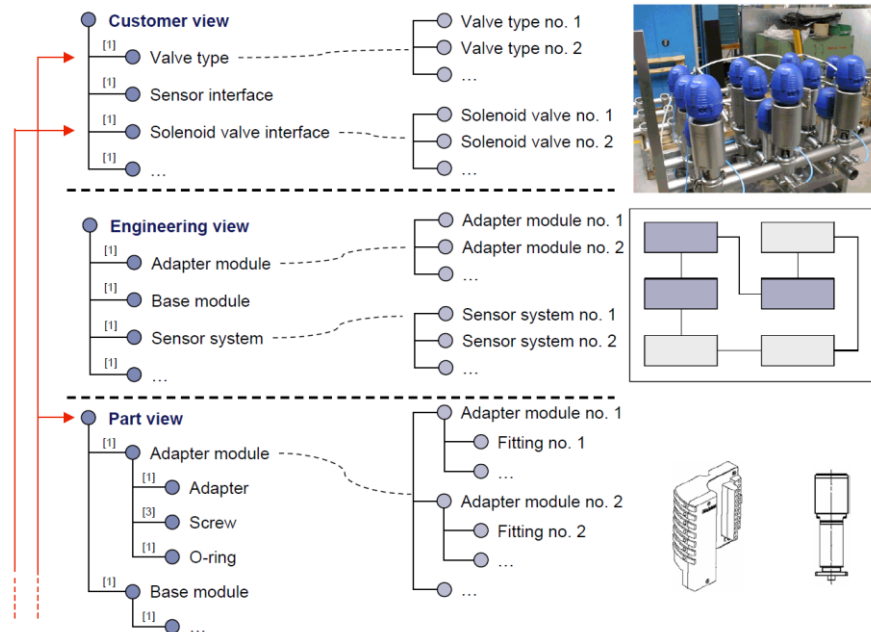 Customer view
[1] Valve type
Valve type no. 1
Valve type no. 2
...
[1] Sensor interface
[1] Solenoid valve interface
Solenoid valve no. 1
Solenoid valve no. 2
...
[1] ...
Engineering view
[1] Adapter module
Adapter module no. 1
Adapter module no. 2
...
[1] Base module
[1] Sensor system
Sensor system no. 1
Sensor system no. 2
...
[1] ...
Part view
[1] Adapter module
Adapter module no. 1
Fitting no. 1
...
[1] Adapter
[3] Screw
[1] O-ring
Adapter module no. 2
Fitting no. 2
...
...
[1] Base module
...